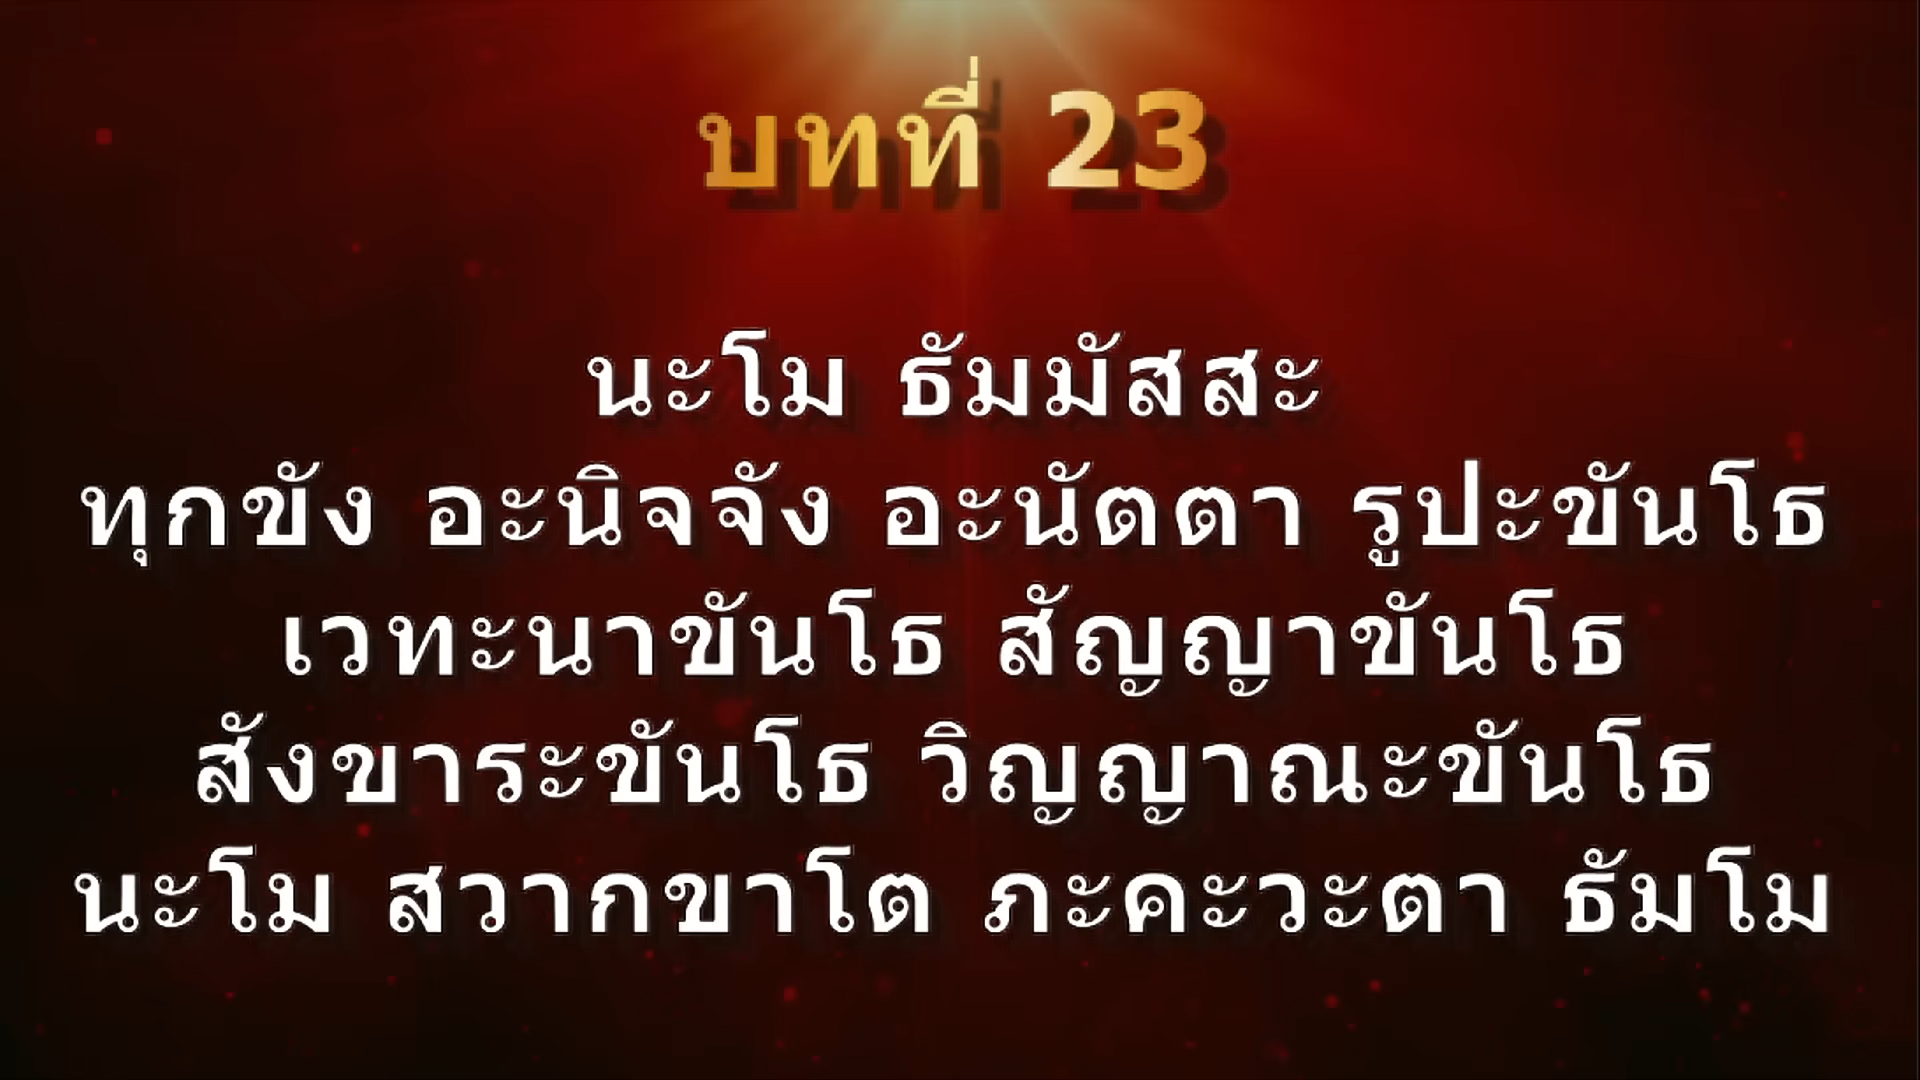 บทที่ 23
นะโม ธัมมัสสะ
ทุกขัง อะนิจจัง อะนัตตา รูปะขันโธ
เวทะนาขันโธ สัญญาขันโธ
สังขาระขันโธ วิญญาณะขันโธ
นะโม สวากขาโต ภะคะวะตา ธัมโม